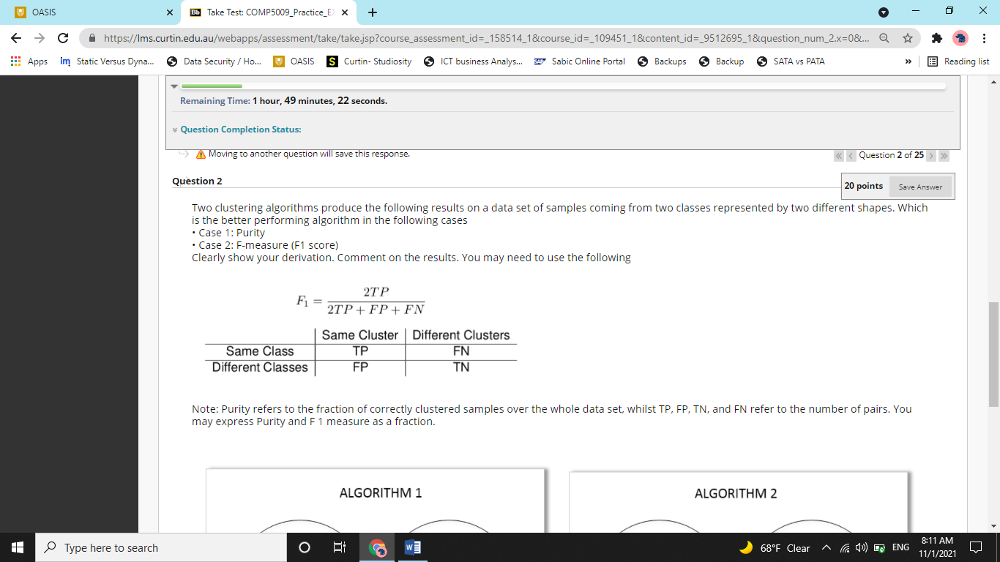 OASIS
Bb Take Test: COMP5009_Practice_E
https://lms.curtin.edu.au/webapps/assessment/take/take.jsp?course_assessment_id=_158514_1&course_id=_109451_1&content_id=_9512695_1&question_num_2.x=0&...
Apps
im Static Versus Dyna...
Data Security / Ho...
OASIS
S Curtin- Studiosity
ICT business Analys...
SAP Sabic Online Portal
Backups
Backup
SATA vs PATA
»
Reading list
Remaining Time: 1 hour, 49 minutes, 22 seconds.
Question Completion Status:
Moving to another question will save this response.
Question 2 of 25
Question 2
20 points
Save Answer
Two clustering algorithms produce the following results on a data set of samples coming from two classes represented by two different shapes. Which
is the better performing algorithm in the following cases
• Case 1: Purity
• Case 2: F-measure (F1 score)
Clearly show your derivation. Comment on the results. You may need to use the following
F₁ = 2TP / 2TP + FP + FN
Same Cluster Different Clusters
Same Class TP FN
Different Classes FP TN
Note: Purity refers to the fraction of correctly clustered samples over the whole data set, whilst TP, FP, TN, and FN refer to the number of pairs. You
may express Purity and F 1 measure as a fraction.
ALGORITHM 1
ALGORITHM 2
Type here to search
W
68°F Clear
ENG
8:11 AM
11/1/2021